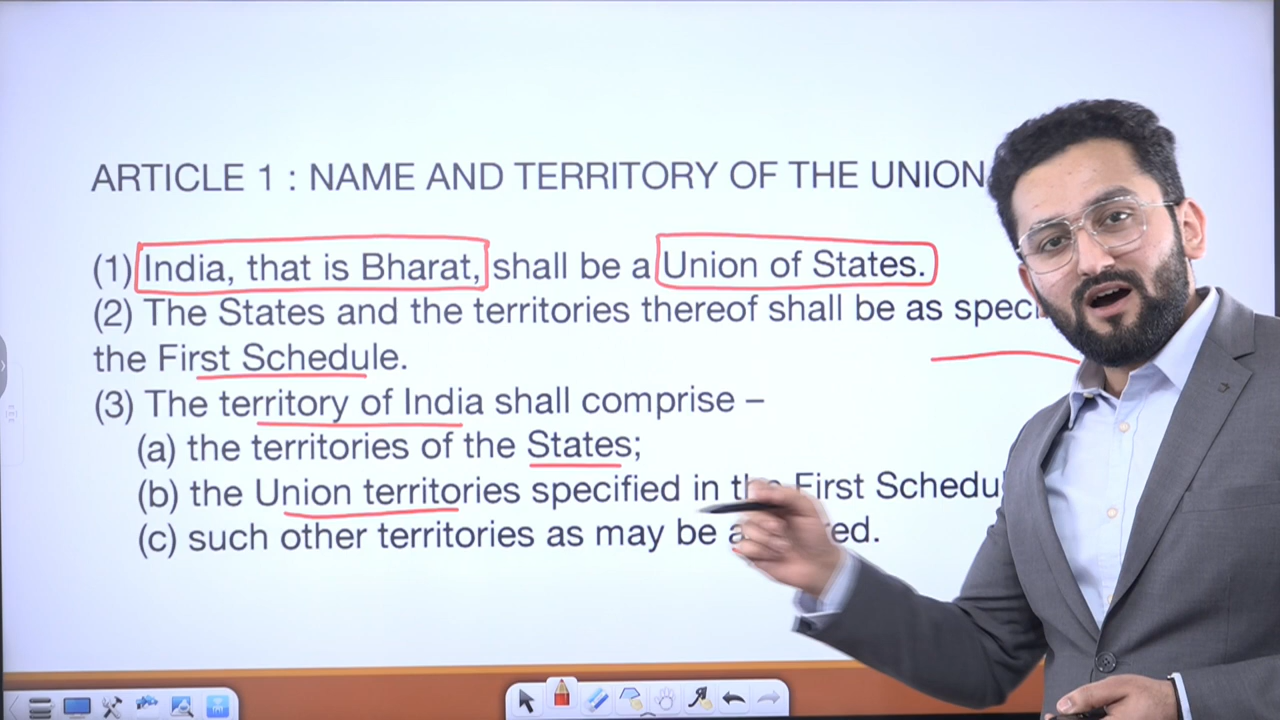 ARTICLE 1 : NAME AND TERRITORY OF THE UNION
(1) India, that is Bharat, shall be a Union of States.
(2) The States and the territories thereof shall be as
the First Schedule.
(3) The territory of India shall comprise –
(a) the territories of the States;
(b) the Union territories specified in the First
(c) such other territories as may be